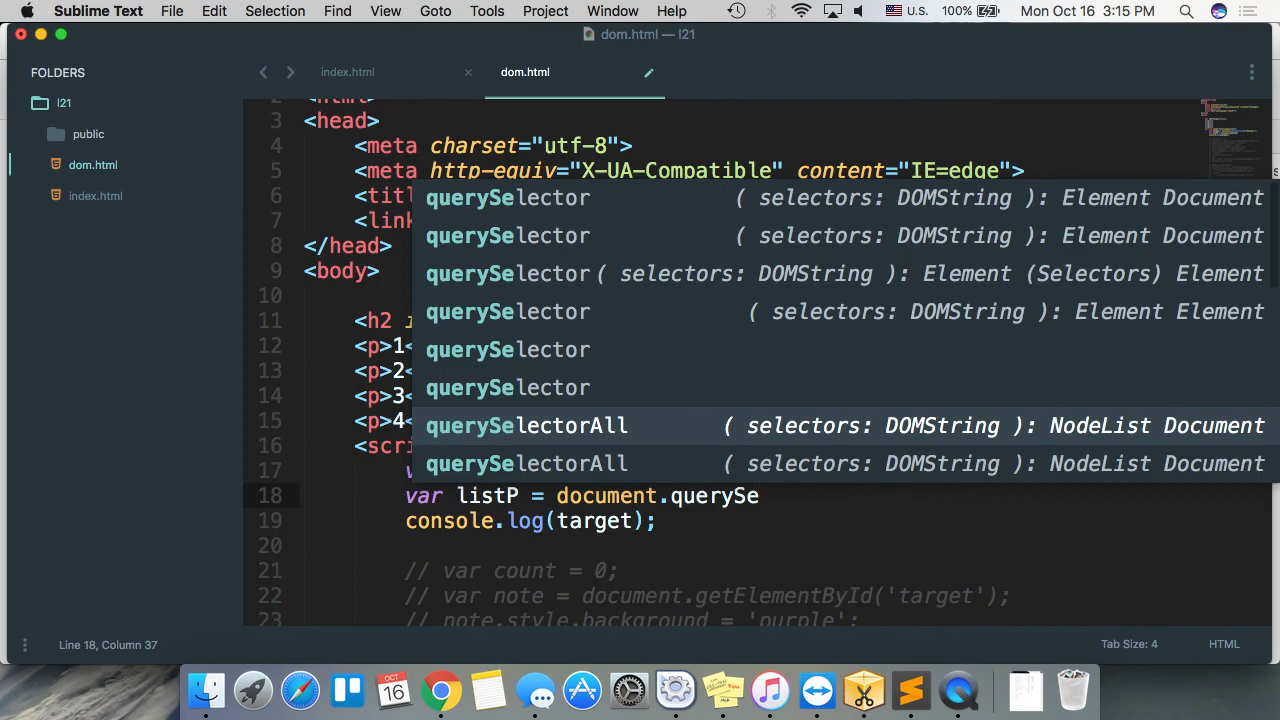 Sublime Text File Edit Selection Find View Goto Tools Project Window Help U.S. 100% Mon Oct 16 3:15 PM
dom.html — l21
FOLDERS
l21
public
dom.html
index.html
index.html × dom.html
3 <head>
4 <meta charset="utf-8">
5 <meta http-equiv="X-UA-Compatible" content="IE=edge">
6 <titl
7 <link
8 </head>
9 <body>
10
11 <h2 i
12 <p>1<
13 <p>2<
14 <p>3<
15 <p>4<
16 <scri
17 v
querySelector ( selectors: DOMString ): Element Document
querySelector ( selectors: DOMString ): Element Document
querySelector( selectors: DOMString ): Element (Selectors) Element
querySelector ( selectors: DOMString ): Element Element
querySelector
querySelector
querySelectorAll ( selectors: DOMString ): NodeList Document
querySelectorAll ( selectors: DOMString ): NodeList Document
18 var listP = document.querySe
19 console.log(target);
20
21 // var count = 0;
22 // var note = document.getElementById('target');
23 // note.style.background = 'purple';
Line 18, Column 37 Tab Size: 4 HTML
OCT
16